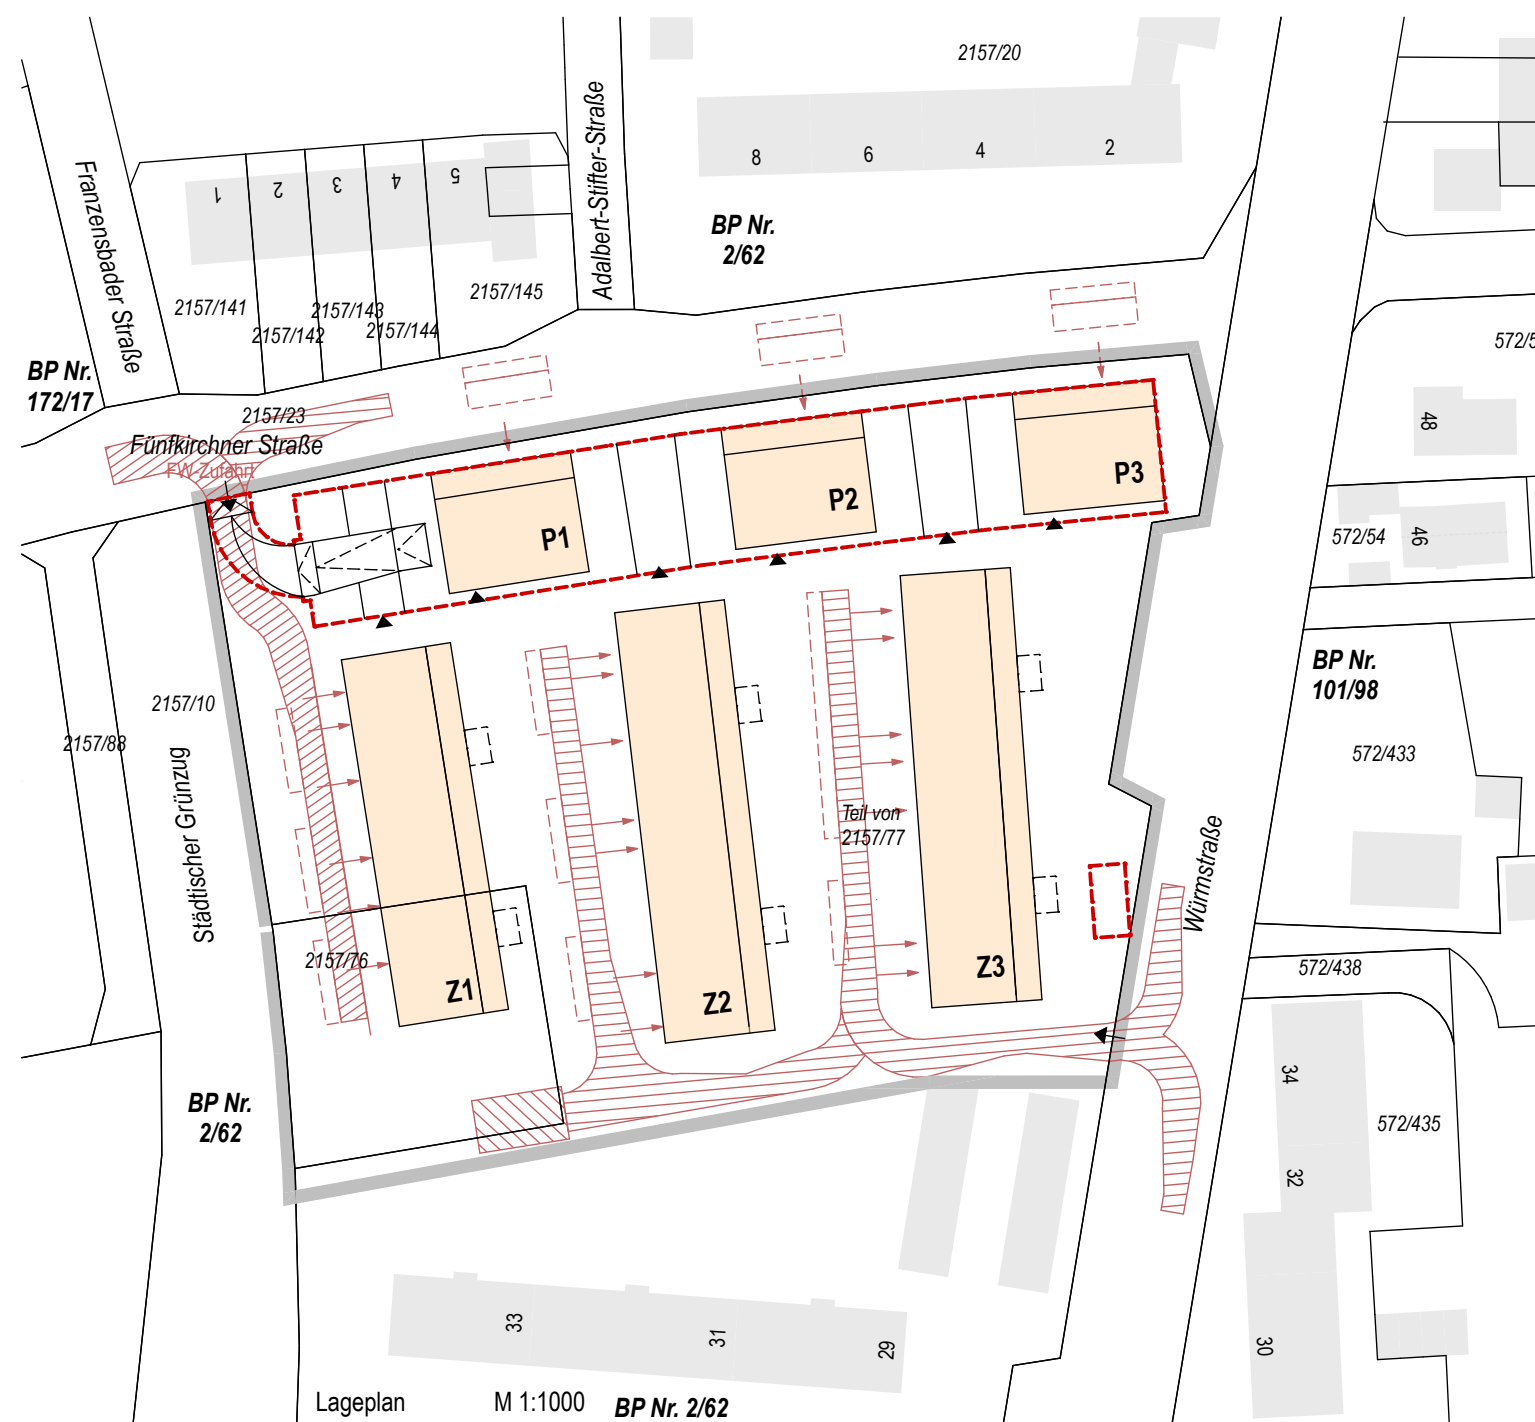 2157/20
Adalbert-Stifter-Straße
8
6
4
2
Franzensbader Straße
1
2
3
4
5
BP Nr.
2/62
2157/141
2157/142
2157/143
2157/144
2157/145
BP Nr.
172/17
2157/23
Fünfkirchner Straße
FW-Zufahrt
48
P1
P2
P3
572/54
46
2157/10
2157/88
Städtischer Grünzug
BP Nr.
101/98
572/433
Teil von
2157/77
Würmstraße
2157/76
Z1
Z2
Z3
572/438
34
32
30
572/435
BP Nr.
2/62
33
31
29
Lageplan M 1:1000 BP Nr. 2/62